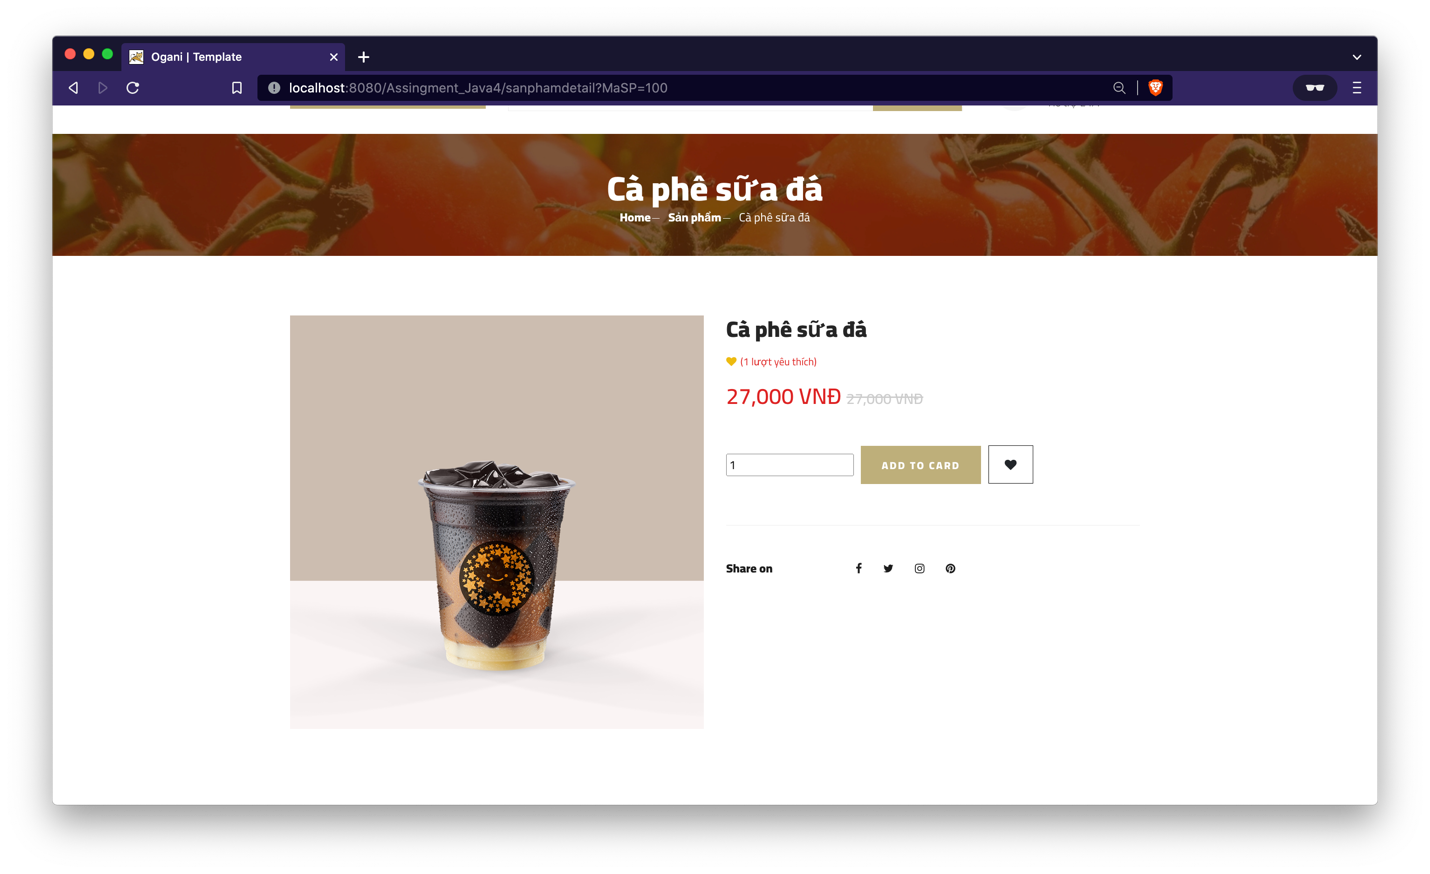 Ogani | Template
localhost:8080/Assingment_Java4/sanphamdetail?MaSP=100
Cà phê sữa đá
Home— Sản phẩm— Cà phê sữa đá
Cà phê sữa đá
(1 lượt yêu thích)
27,000 VNĐ 27,000 VNĐ
1 ADD TO CARD
Share on